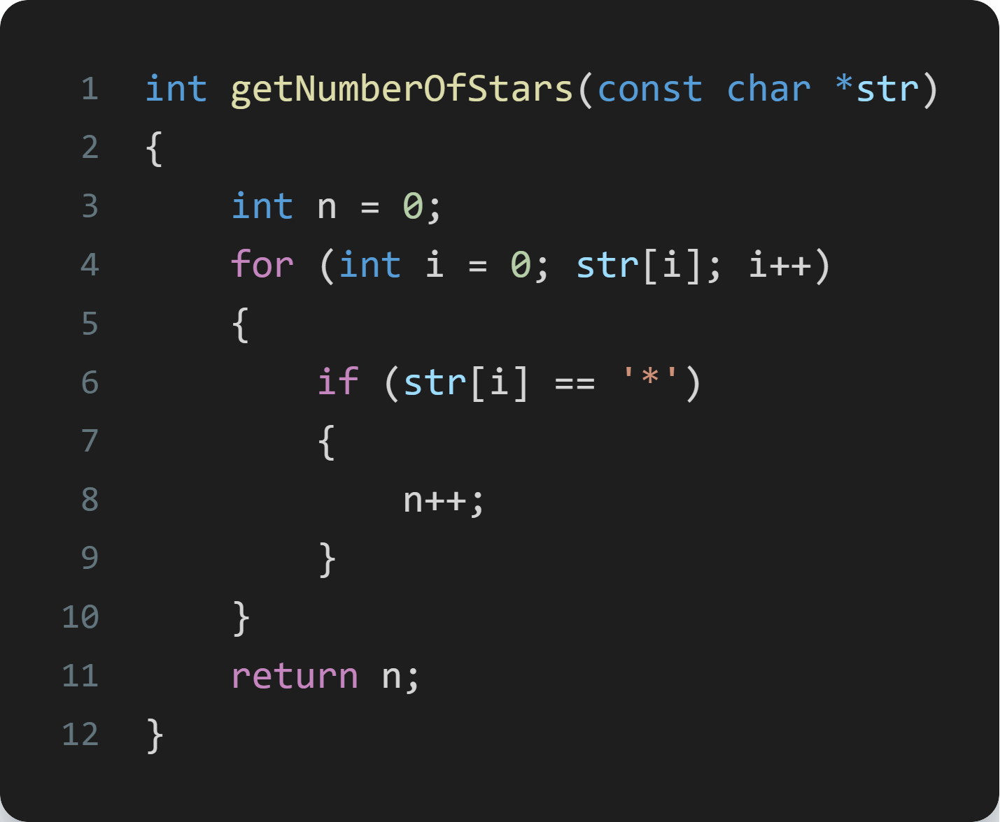 1 int getNumberOfStars(const char *str)
2 {
3     int n = 0;
4     for (int i = 0; str[i]; i++)
5     {
6         if (str[i] == '*')
7         {
8             n++;
9         }
10     }
11     return n;
12 }